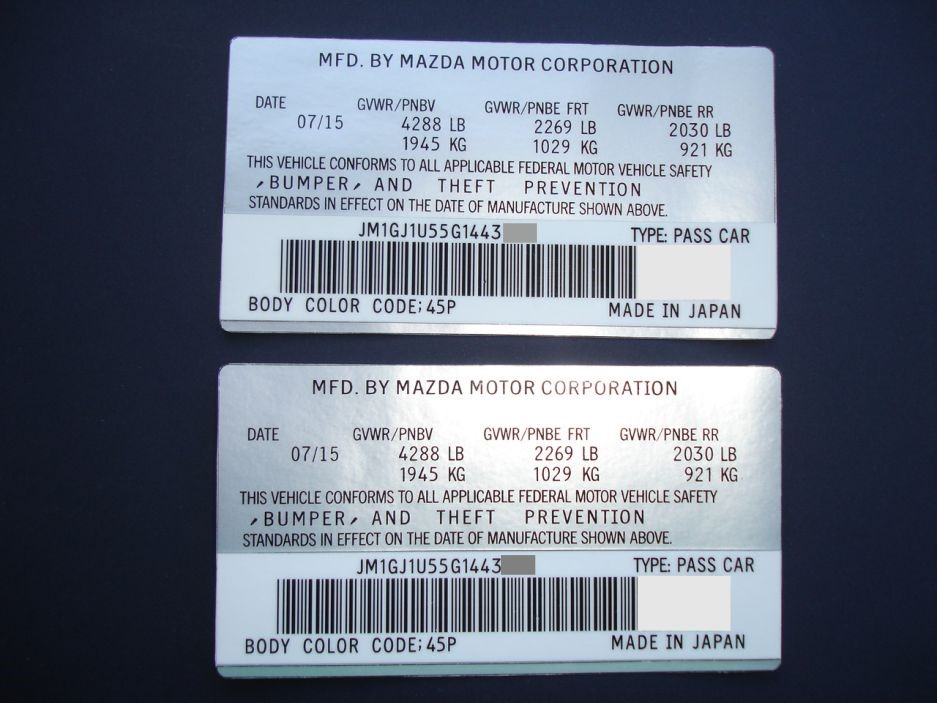 MFD. BY MAZDA MOTOR CORPORATION
DATE GVWR/PNBV GVWR/PNBE FRT GVWR/PNBE RR
07/15 4288 LB 2269 LB 2030 LB
1945 KG 1029 KG 921 KG
THIS VEHICLE CONFORMS TO ALL APPLICABLE FEDERAL MOTOR VEHICLE SAFETY
,BUMPER, AND THEFT PREVENTION
STANDARDS IN EFFECT ON THE DATE OF MANUFACTURE SHOWN ABOVE.
JM1GJ1U55G1443 TYPE: PASS CAR
BODY COLOR CODE;45P MADE IN JAPAN
MFD. BY MAZDA MOTOR CORPORATION
DATE GVWR/PNBV GVWR/PNBE FRT GVWR/PNBE RR
07/15 4288 LB 2269 LB 2030 LB
1945 KG 1029 KG 921 KG
THIS VEHICLE CONFORMS TO ALL APPLICABLE FEDERAL MOTOR VEHICLE SAFETY
,BUMPER, AND THEFT PREVENTION
STANDARDS IN EFFECT ON THE DATE OF MANUFACTURE SHOWN ABOVE.
JM1GJ1U55G1443 TYPE: PASS CAR
BODY COLOR CODE;45P MADE IN JAPAN